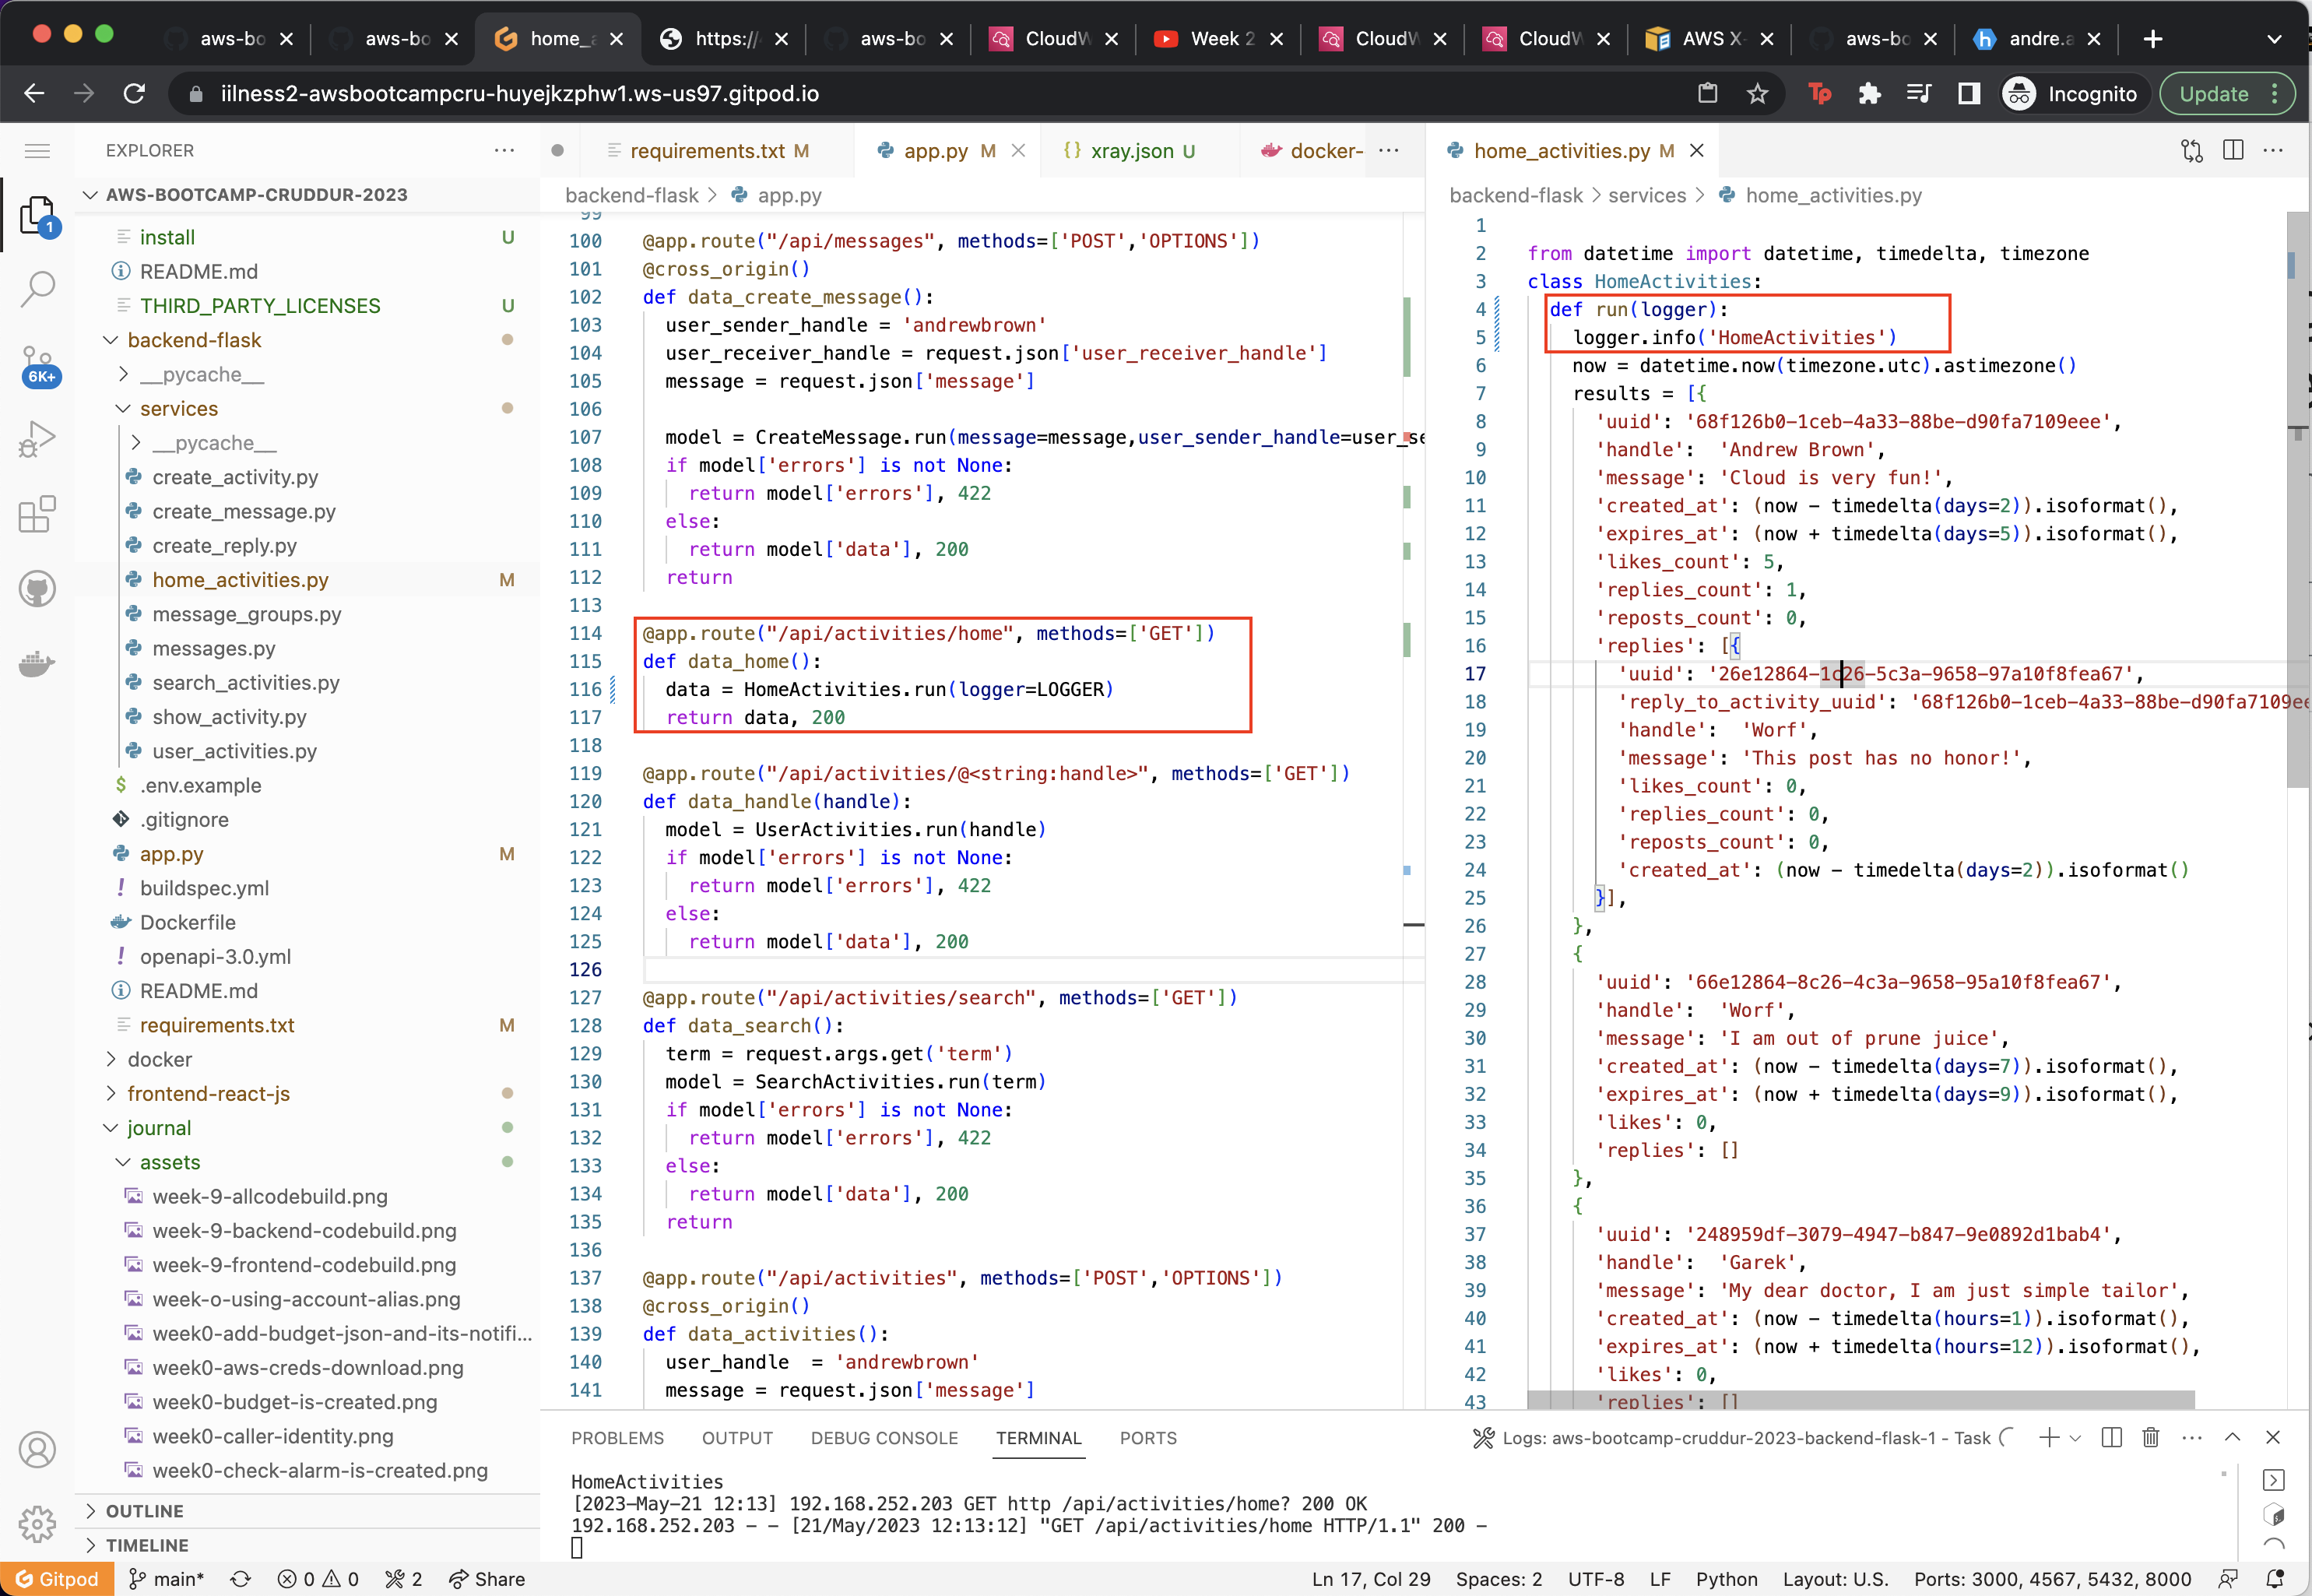 aws-bo
aws-bo
home_a
https://
aws-bo
CloudW
Week 2
CloudW
CloudW
AWS X-
aws-bo
andre.a
iilness2-awsbootcampcru-huyejkzphw1.ws-us97.gitpod.io
Incognito
Update
EXPLORER
AWS-BOOTCAMP-CRUDDUR-2023
install U
README.md
THIRD_PARTY_LICENSES U
backend-flask
__pycache__
services
__pycache__
create_activity.py
create_message.py
create_reply.py
home_activities.py M
message_groups.py
messages.py
search_activities.py
show_activity.py
user_activities.py
.env.example
.gitignore
app.py M
buildspec.yml
Dockerfile
openapi-3.0.yml
README.md
requirements.txt M
docker
frontend-react-js
journal
assets
week-9-allcodebuild.png
week-9-backend-codebuild.png
week-9-frontend-codebuild.png
week-o-using-account-alias.png
week0-add-budget-json-and-its-notifi...
week0-aws-creds-download.png
week0-budget-is-created.png
week0-caller-identity.png
week0-check-alarm-is-created.png
OUTLINE
TIMELINE
1
6K+
requirements.txt M
app.py M
xray.json U
docker-
backend-flask > app.py
99
100 @app.route("/api/messages", methods=['POST','OPTIONS'])
101 @cross_origin()
102 def data_create_message():
103 user_sender_handle = 'andrewbrown'
104 user_receiver_handle = request.json['user_receiver_handle']
105 message = request.json['message']
106
107 model = CreateMessage.run(message=message,user_sender_handle=user_se
108 if model['errors'] is not None:
109 return model['errors'], 422
110 else:
111 return model['data'], 200
112 return
113
114 @app.route("/api/activities/home", methods=['GET'])
115 def data_home():
116 data = HomeActivities.run(logger=LOGGER)
117 return data, 200
118
119 @app.route("/api/activities/@<string:handle>", methods=['GET'])
120 def data_handle(handle):
121 model = UserActivities.run(handle)
122 if model['errors'] is not None:
123 return model['errors'], 422
124 else:
125 return model['data'], 200
126
127 @app.route("/api/activities/search", methods=['GET'])
128 def data_search():
129 term = request.args.get('term')
130 model = SearchActivities.run(term)
131 if model['errors'] is not None:
132 return model['errors'], 422
133 else:
134 return model['data'], 200
135 return
136
137 @app.route("/api/activities", methods=['POST','OPTIONS'])
138 @cross_origin()
139 def data_activities():
140 user_handle = 'andrewbrown'
141 message = request.json['message']
home_activities.py M
backend-flask > services > home_activities.py
1
2 from datetime import datetime, timedelta, timezone
3 class HomeActivities:
4 def run(logger):
5 logger.info('HomeActivities')
6 now = datetime.now(timezone.utc).astimezone()
7 results = [{
8 'uuid': '68f126b0-1ceb-4a33-88be-d90fa7109eee',
9 'handle': 'Andrew Brown',
10 'message': 'Cloud is very fun!',
11 'created_at': (now - timedelta(days=2)).isoformat(),
12 'expires_at': (now + timedelta(days=5)).isoformat(),
13 'likes_count': 5,
14 'replies_count': 1,
15 'reposts_count': 0,
16 'replies': [{
17 'uuid': '26e12864-1c26-5c3a-9658-97a10f8fea67',
18 'reply_to_activity_uuid': '68f126b0-1ceb-4a33-88be-d90fa7109ee
19 'handle': 'Worf',
20 'message': 'This post has no honor!',
21 'likes_count': 0,
22 'replies_count': 0,
23 'reposts_count': 0,
24 'created_at': (now - timedelta(days=2)).isoformat()
25 }],
26 },
27 {
28 'uuid': '66e12864-8c26-4c3a-9658-95a10f8fea67',
29 'handle': 'Worf',
30 'message': 'I am out of prune juice',
31 'created_at': (now - timedelta(days=7)).isoformat(),
32 'expires_at': (now + timedelta(days=9)).isoformat(),
33 'likes': 0,
34 'replies': []
35 },
36 {
37 'uuid': '248959df-3079-4947-b847-9e0892d1bab4',
38 'handle': 'Garek',
39 'message': 'My dear doctor, I am just simple tailor',
40 'created_at': (now - timedelta(hours=1)).isoformat(),
41 'expires_at': (now + timedelta(hours=12)).isoformat(),
42 'likes': 0,
43 'replies': []
PROBLEMS OUTPUT DEBUG CONSOLE TERMINAL PORTS
Logs: aws-bootcamp-cruddur-2023-backend-flask-1 - Task
HomeActivities
[2023-May-21 12:13] 192.168.252.203 GET http /api/activities/home? 200 OK
192.168.252.203 - - [21/May/2023 12:13:12] "GET /api/activities/home HTTP/1.1" 200 -
Gitpod main* 0 0 2 Share
Ln 17, Col 29 Spaces: 2 UTF-8 LF Python Layout: U.S. Ports: 3000, 4567, 5432, 8000